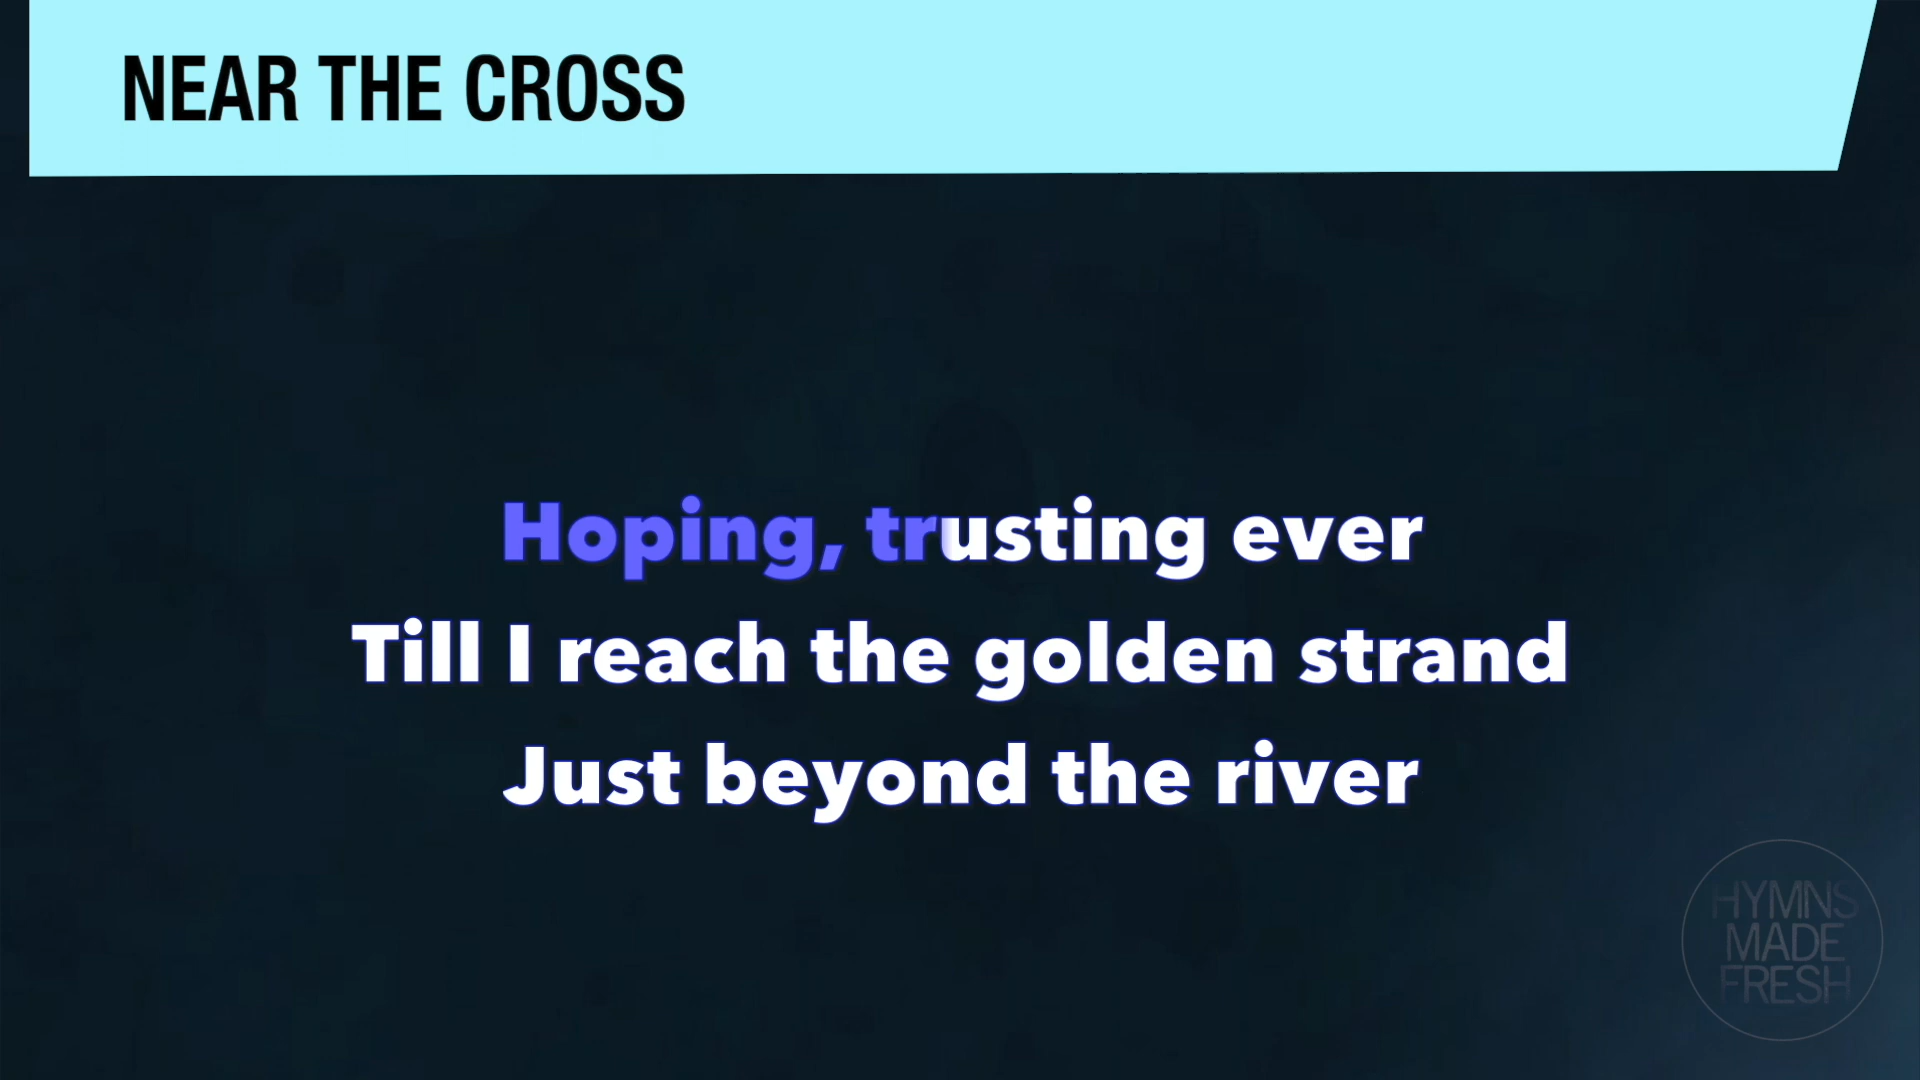 NEAR THE CROSS
Hoping, trusting ever
Till I reach the golden strand
Just beyond the river
HYMNS
MADE
FRESH